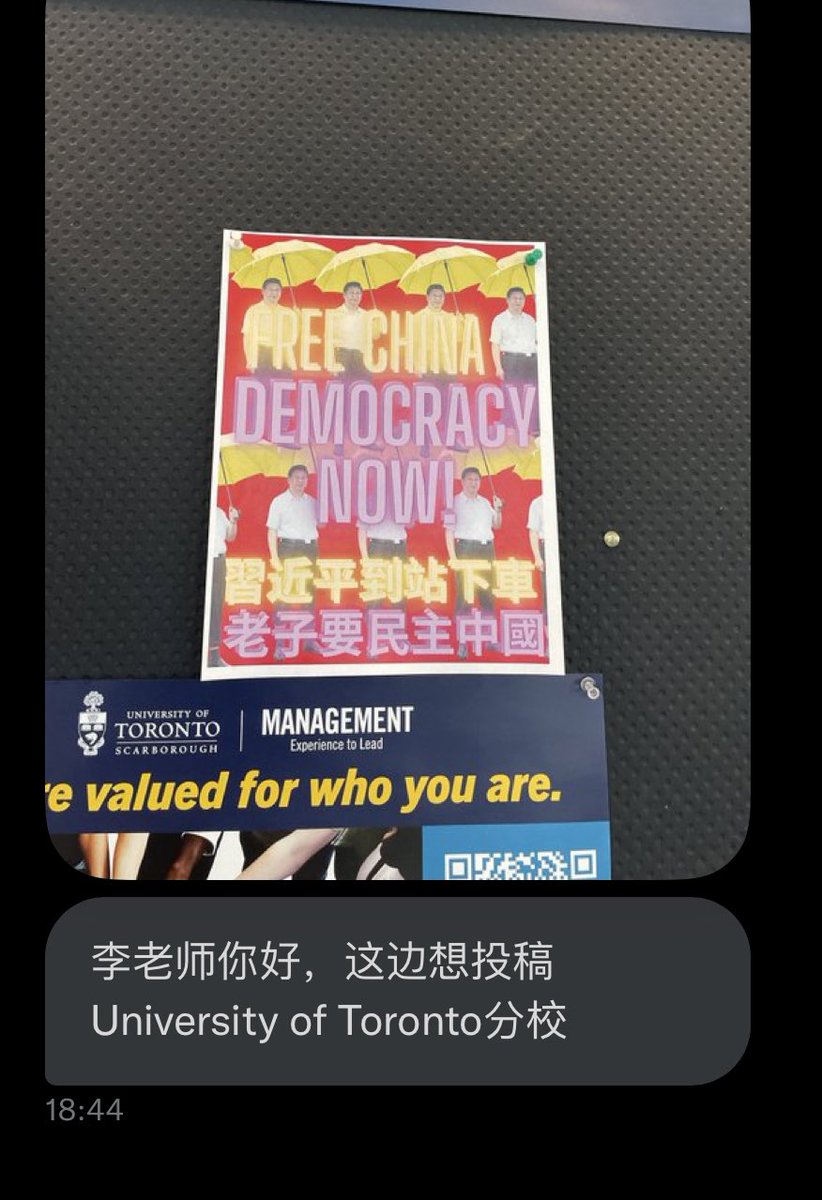 FREE CHINA
DEMOCRACY
NOW!
習近平到站下車
老子要民主中國
UNIVERSITY OF
TORONTO
SCARBOROUGH
MANAGEMENT
Experience to Lead
re valued for who you are.
李老师你好，这边想投稿
University of Toronto分校
18:44